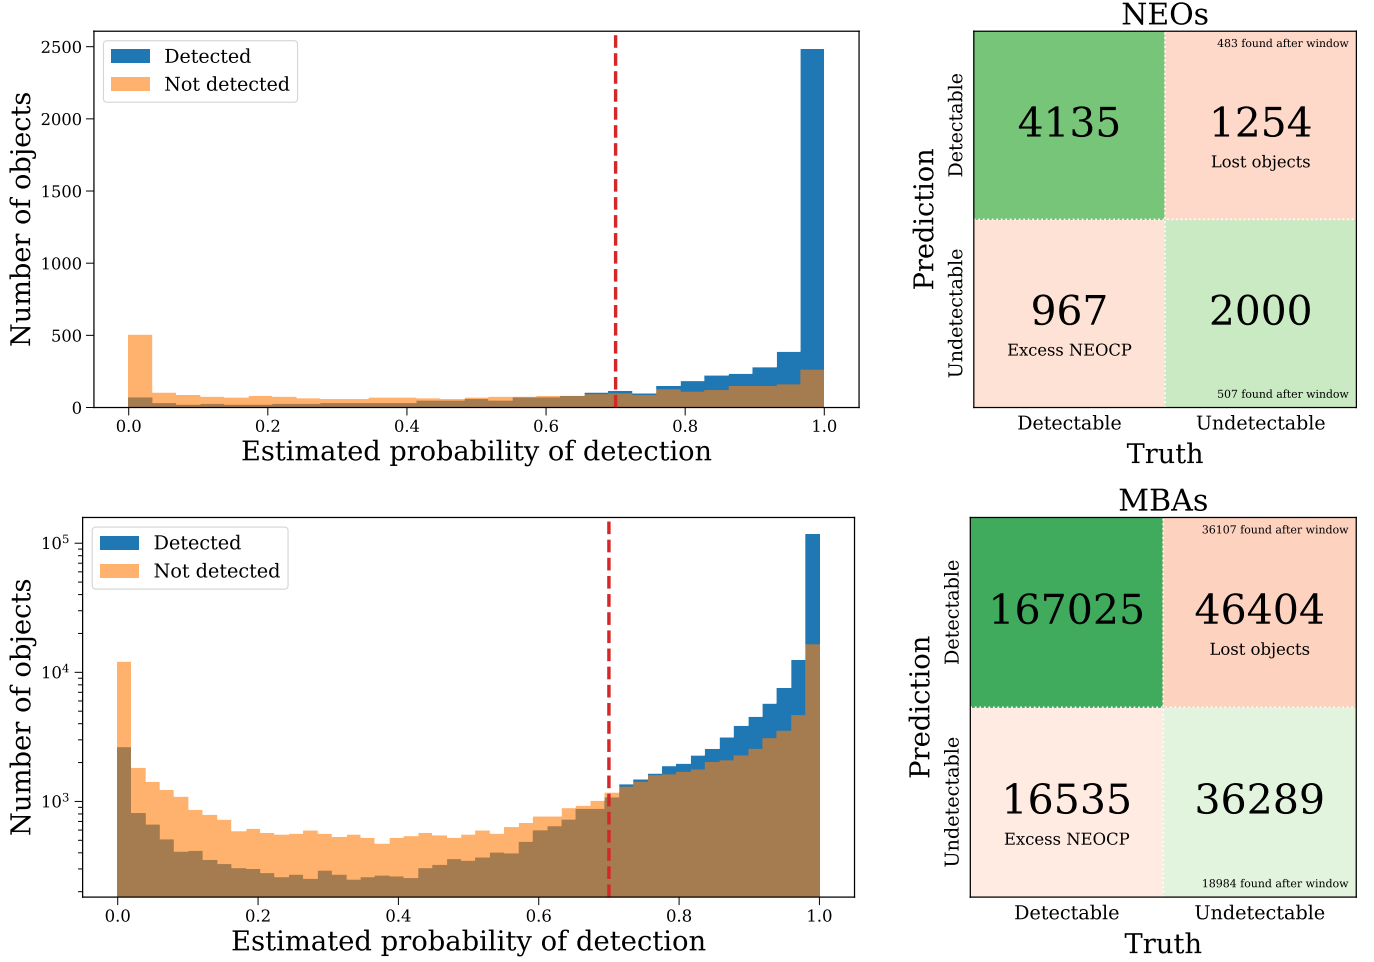 NEOs
2500
2000
1500
1000
500
0
Number of objects
Detected
Not detected
0.0 0.2 0.4 0.6 0.8 1.0
Estimated probability of detection
Prediction
Detectable
Undetectable
483 found after window
4135
1254
Lost objects
967
Excess NEOCP
2000
507 found after window
Detectable Undetectable
Truth
MBAs
10⁵
10⁴
10³
Number of objects
Detected
Not detected
0.0 0.2 0.4 0.6 0.8 1.0
Estimated probability of detection
Prediction
Detectable
Undetectable
36107 found after window
167025
46404
Lost objects
16535
Excess NEOCP
36289
18984 found after window
Detectable Undetectable
Truth